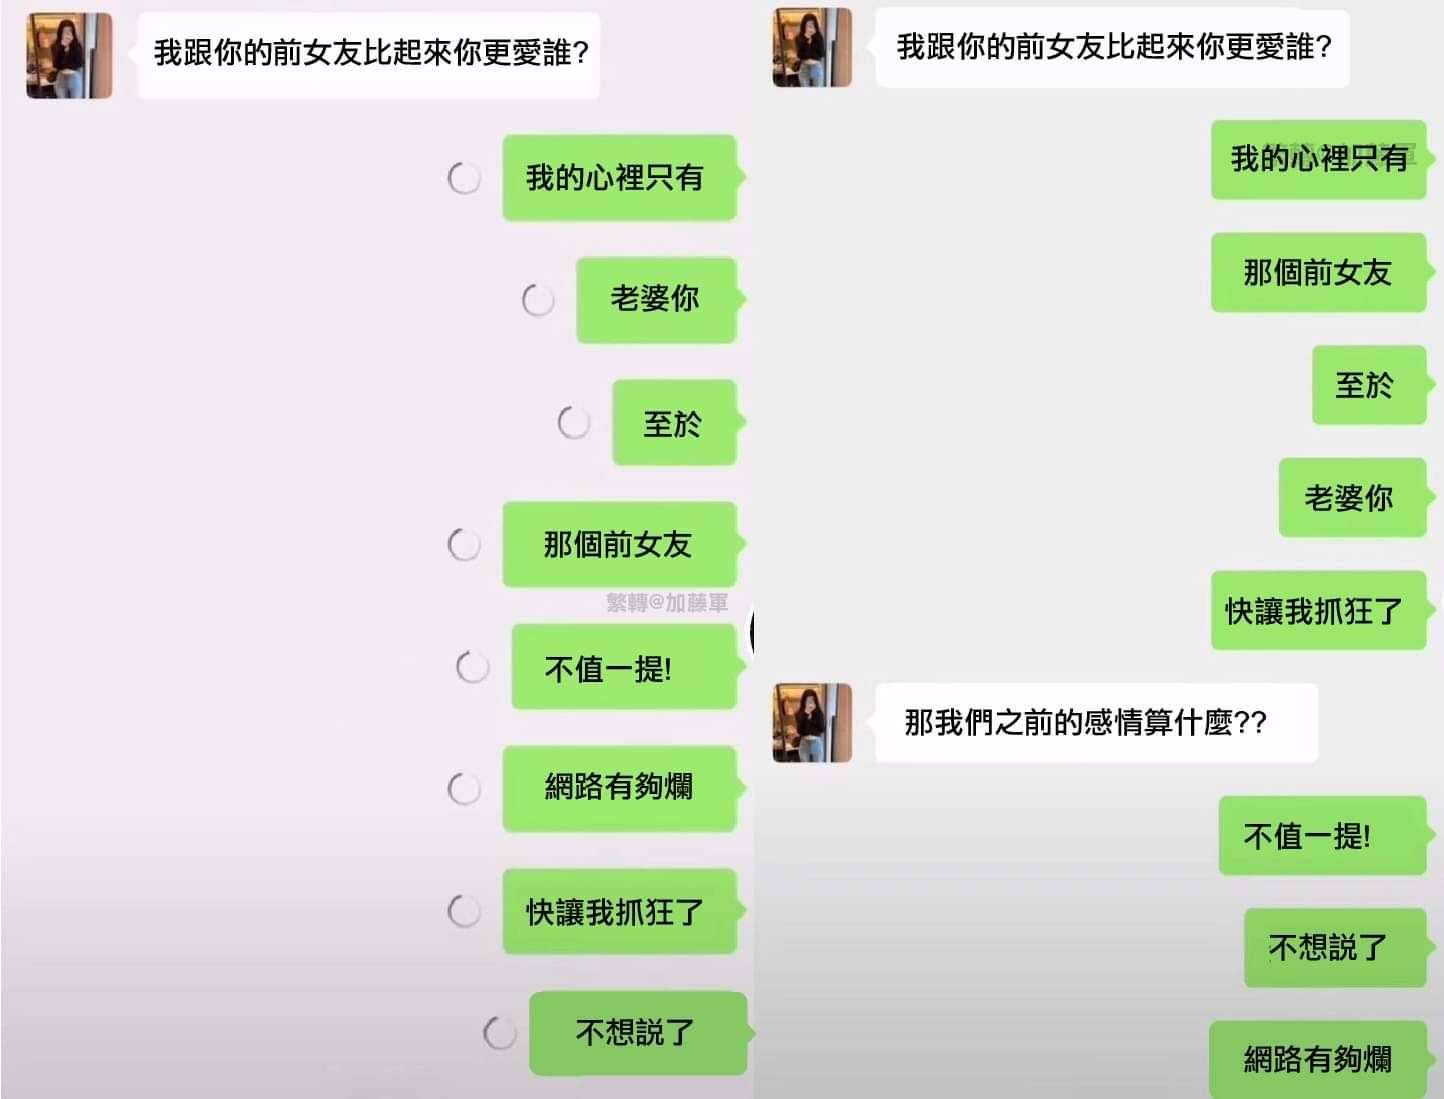 我跟你的前女友比起來你更愛誰?
我的心裡只有
老婆你
至於
那個前女友
繁轉@加藤軍
不值一提!
網路有夠爛
快讓我抓狂了
不想説了
我跟你的前女友比起來你更愛誰?
我的心裡只有
繁轉@加藤軍
那個前女友
至於
老婆你
快讓我抓狂了
那我們之前的感情算什麼??
不值一提!
不想説了
網路有夠爛